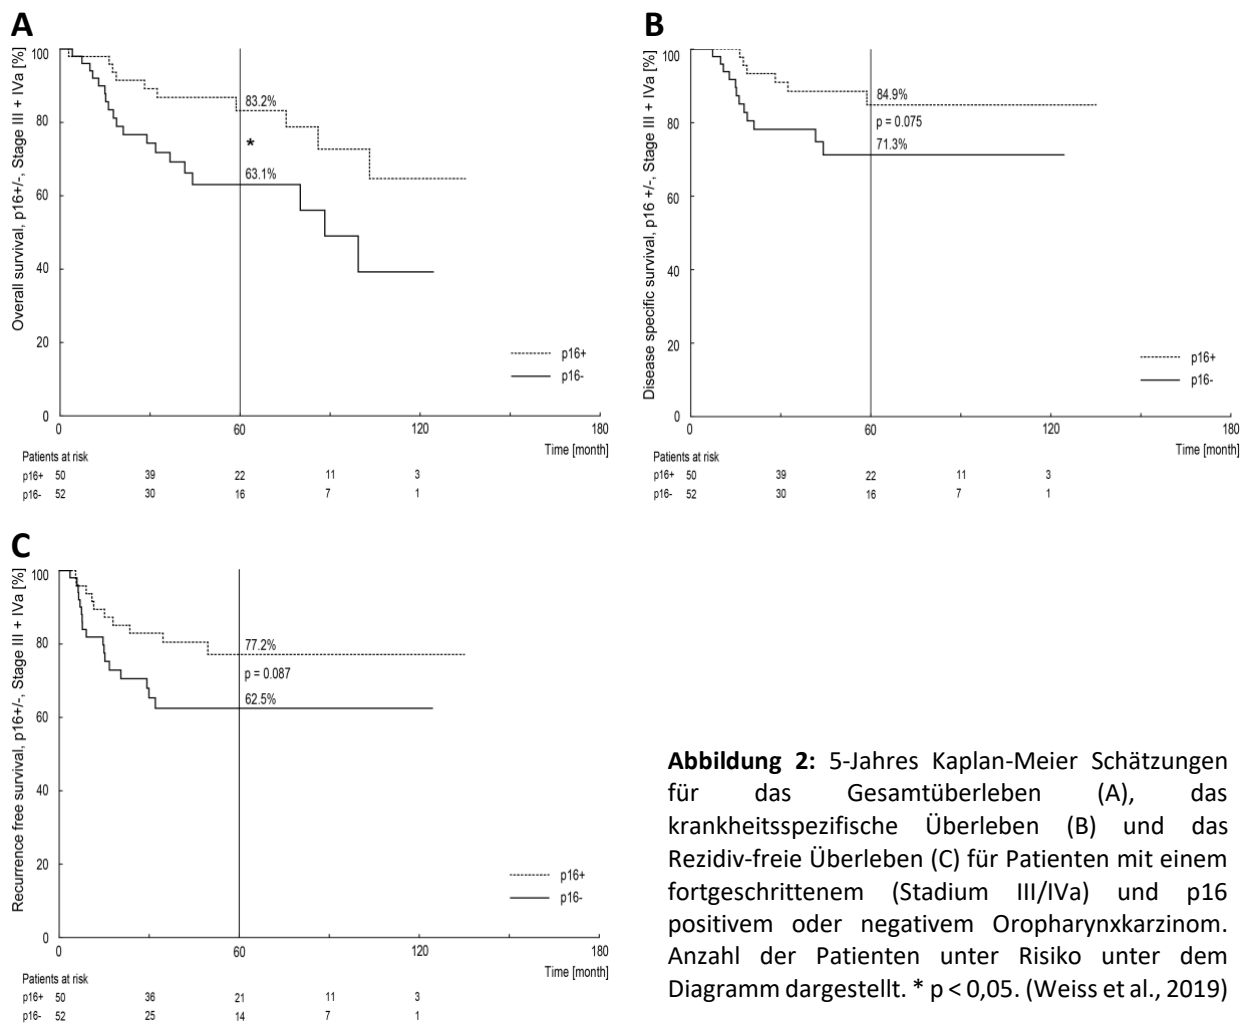 A
Overall survival, p16+/-, Stage III + IVa [%]
100
80
60
40
20
0
83.2%
*
63.1%
p16+
p16-
0
60
120
180
Time [month]
Patients at risk
p16+ 50 39 22 11 3
p16- 52 30 16 7 1
B
Disease specific survival, p16 +/-, Stage III + IVa [%]
100
80
60
40
20
0
84.9%
p = 0.075
71.3%
p16+
p16-
0
60
120
180
Time [month]
Patients at risk
p16+ 50 39 22 11 3
p16- 52 30 16 7 1
C
Recurrence free survival, p16+/-, Stage III + IVa [%]
100
80
60
40
20
0
77.2%
p = 0.087
62.5%
p16+
p16-
0
60
120
180
Time [month]
Patients at risk
p16+ 50 36 21 11 3
p16- 52 25 14 7 1
Abbildung 2: 5-Jahres Kaplan-Meier Schätzungen
für das Gesamtüberleben (A), das
krankheitsspezifische Überleben (B) und das
Rezidiv-freie Überleben (C) für Patienten mit einem
fortgeschrittenem (Stadium III/IVa) und p16
positivem oder negativem Oropharynxkarzinom.
Anzahl der Patienten unter Risiko unter dem
Diagramm dargestellt. * p < 0,05. (Weiss et al., 2019)